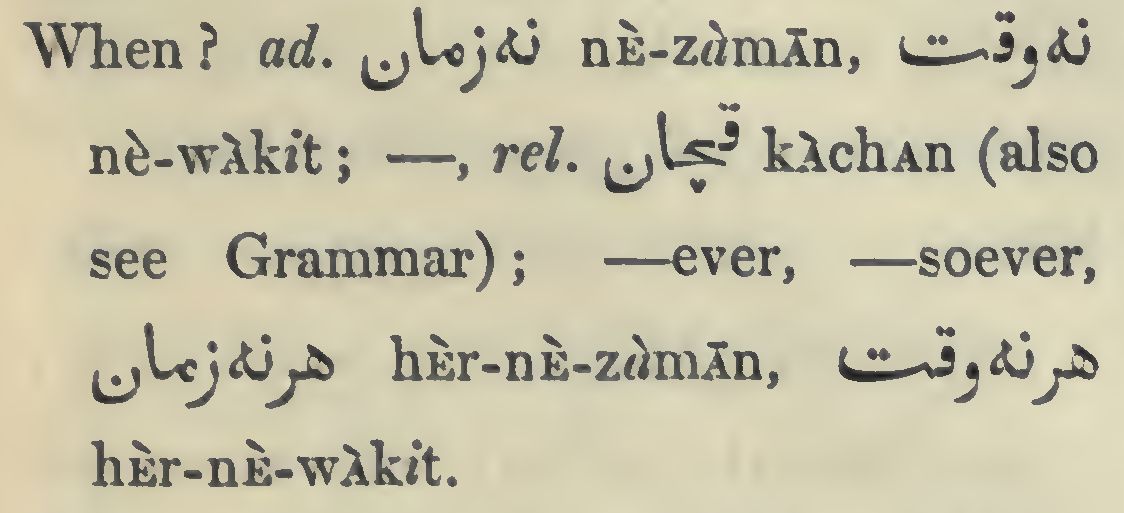 When? ad. نه‌زمان nÈ-zàmĀn, نه‌وقت
nè-wÀkit; —, rel. قچان kÀchAn (also
see Grammar); —ever, —soever,
هرنه‌زمان hÈr-nÈ-zàmĀn, هرنه‌وقت
hÈr-nÈ-wÀkit.